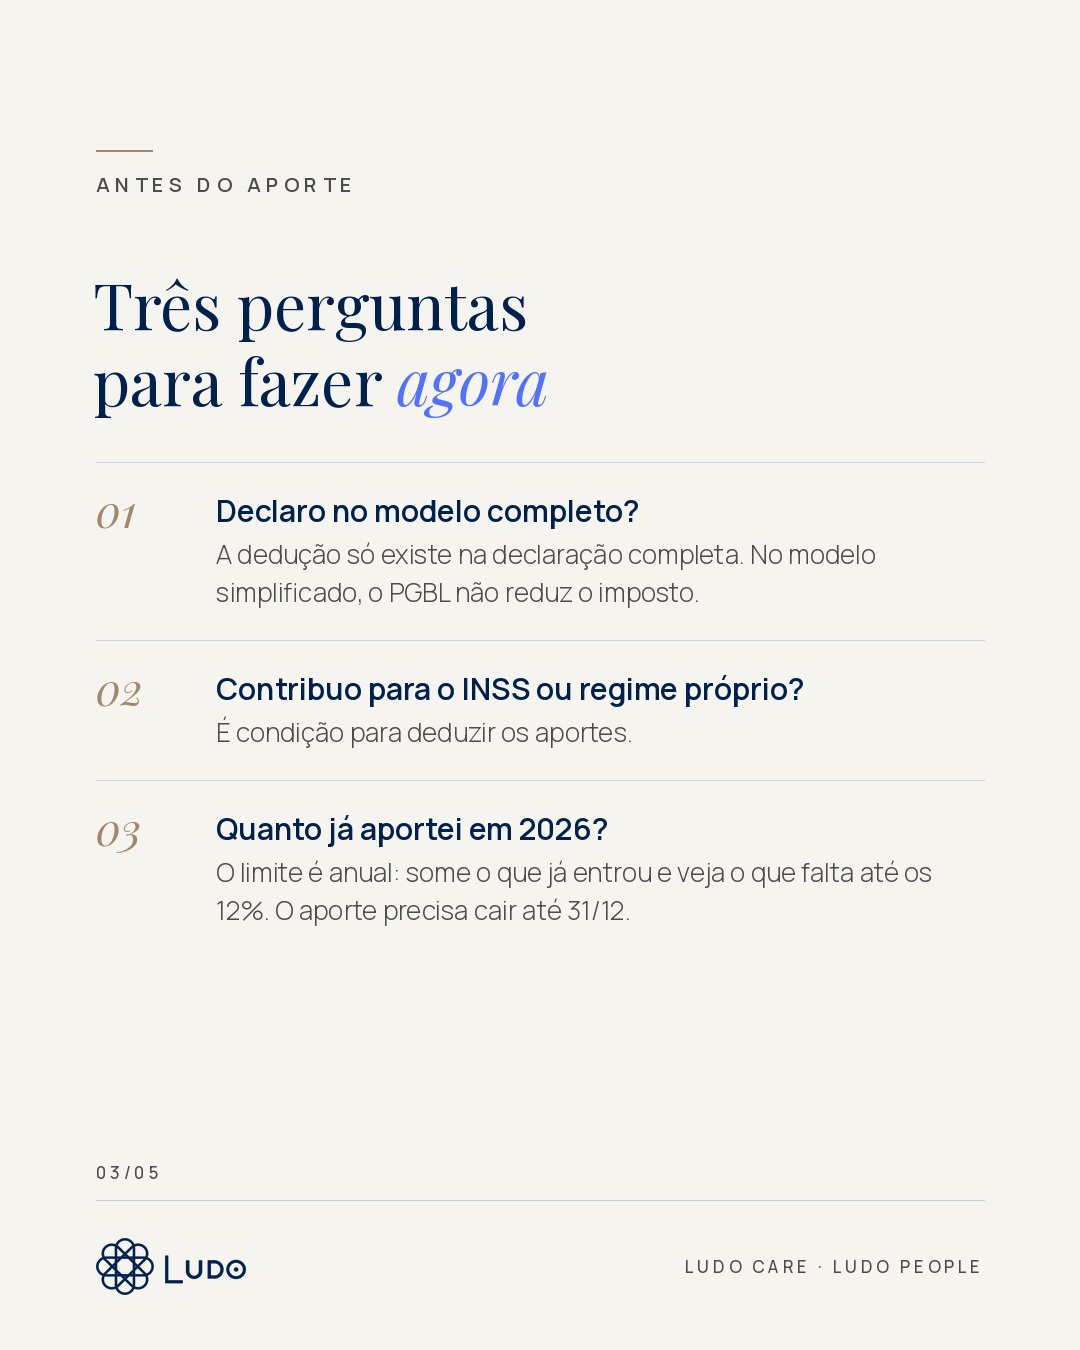 ANTES DO APORTE
Três perguntas
para fazer agora
01
Declaro no modelo completo?
A dedução só existe na declaração completa. No modelo
simplificado, o PGBL não reduz o imposto.
02
Contribuo para o INSS ou regime próprio?
É condição para deduzir os aportes.
03
Quanto já aportei em 2026?
O limite é anual: some o que já entrou e veja o que falta até os
12%. O aporte precisa cair até 31/12.
03/05
LUDO
LUDO CARE · LUDO PEOPLE